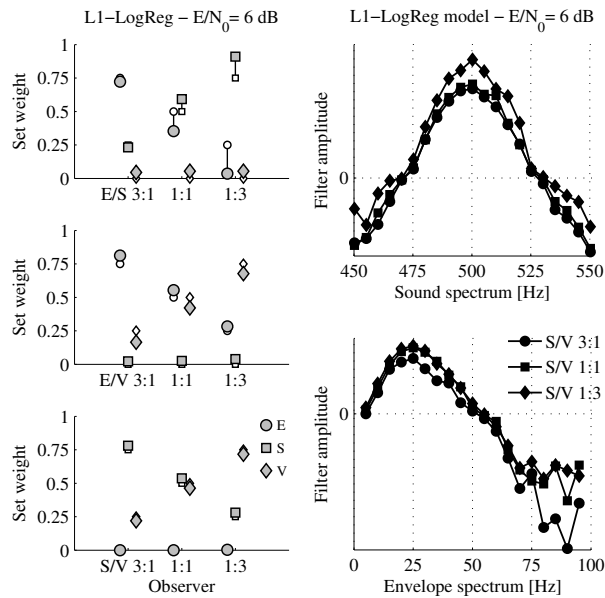 L1−LogReg − E/N0= 6 dB
Set weight
1
0.75
0.5
0.25
0
E/S 3:1 1:1 1:3
Set weight
1
0.75
0.5
0.25
0
E/V 3:1 1:1 1:3
Set weight
1
0.75
0.5
0.25
0
E
S
V
S/V 3:1 1:1 1:3
Observer
L1−LogReg model − E/N0= 6 dB
Filter amplitude
0
450 475 500 525 550
Sound spectrum [Hz]
Filter amplitude
0
S/V 3:1
S/V 1:1
S/V 1:3
0 25 50 75 100
Envelope spectrum [Hz]